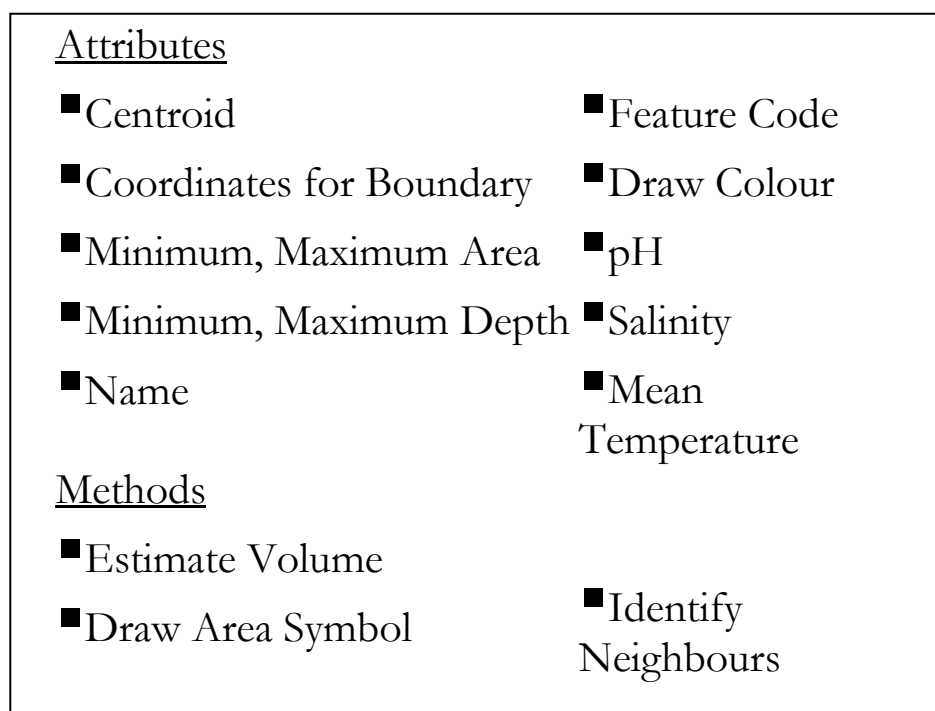 Attributes
■Centroid
■Coordinates for Boundary
■Minimum, Maximum Area
■Minimum, Maximum Depth
■Name
■Feature Code
■Draw Colour
■pH
■Salinity
■Mean
Temperature
Methods
■Estimate Volume
■Draw Area Symbol
■Identify
Neighbours